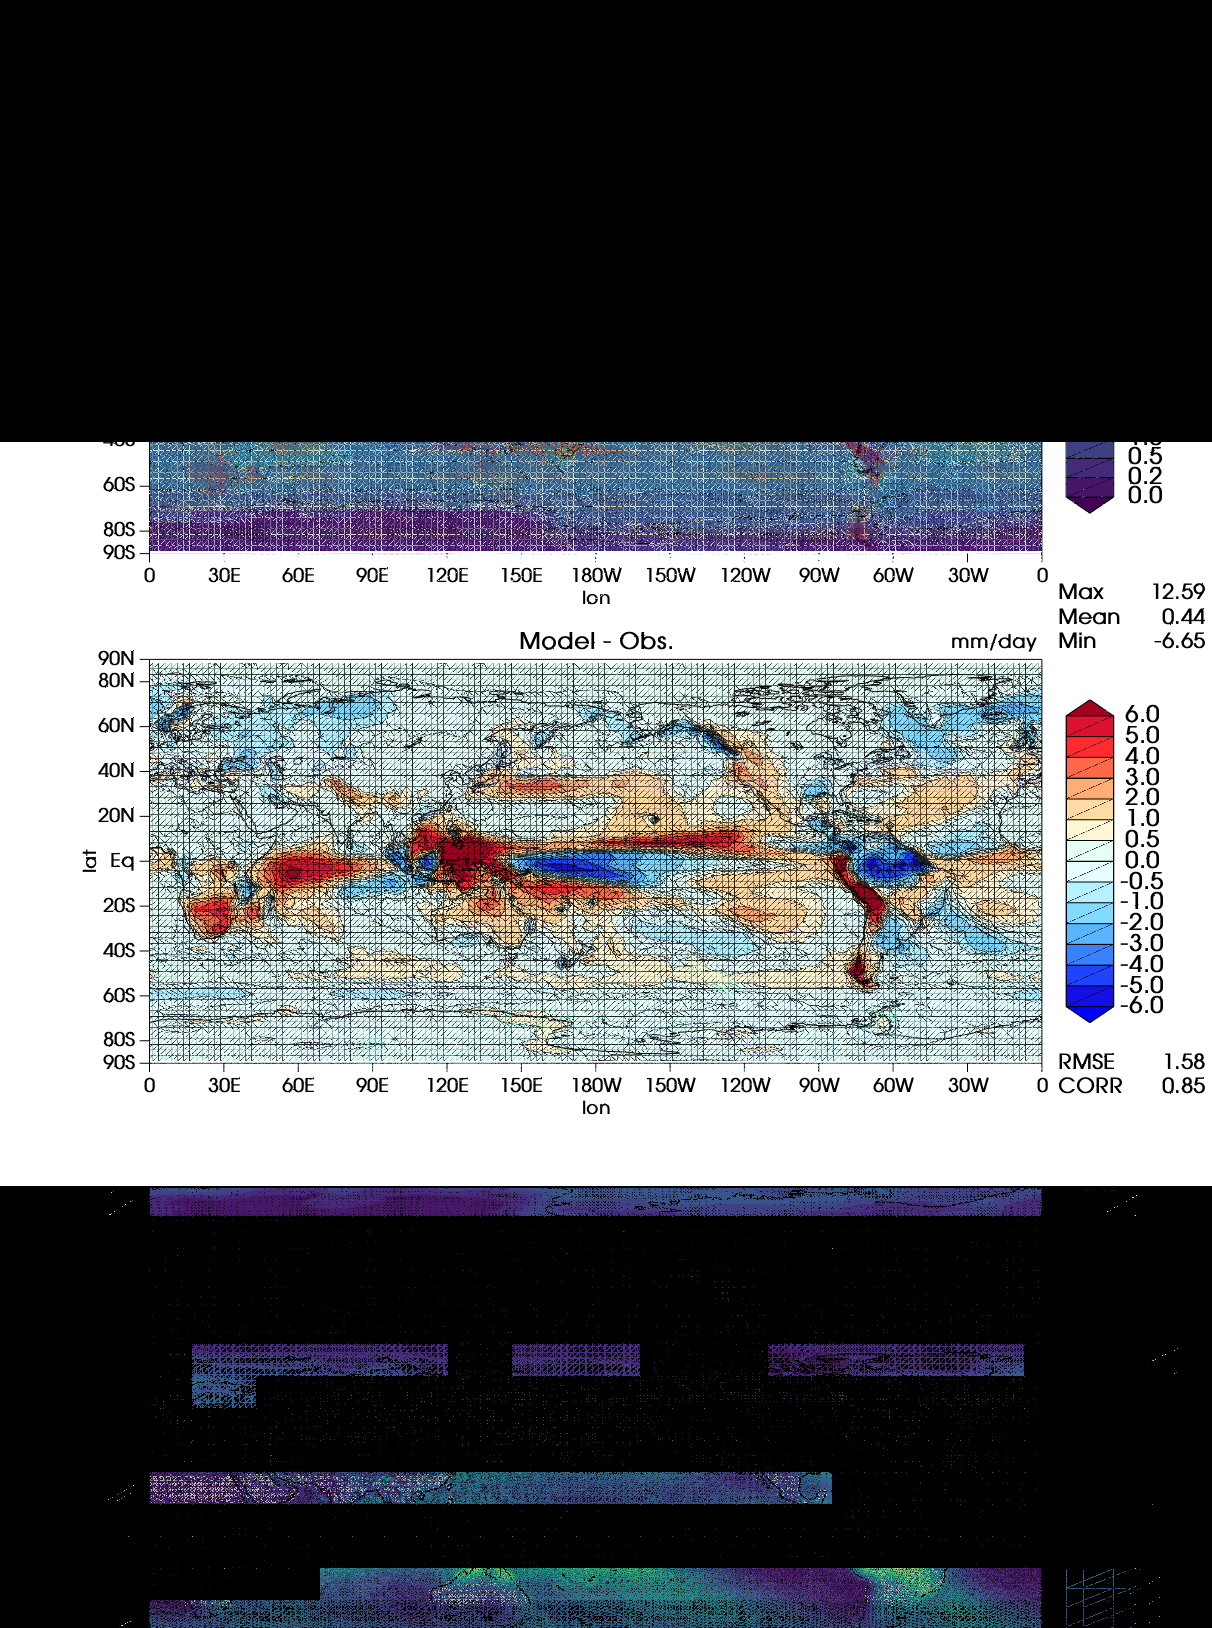 0.5
0.2
0.0
60S
80S
90S
0 30E 60E 90E 120E 150E 180W 150W 120W 90W 60W 30W 0
lon
Max 12.59
Mean 0.44
Min -6.65
Model - Obs. mm/day
90N
80N
60N
40N
20N
Eq
20S
40S
60S
80S
90S
lat
0 30E 60E 90E 120E 150E 180W 150W 120W 90W 60W 30W 0
lon
6.0
5.0
4.0
3.0
2.0
1.0
0.5
0.0
-0.5
-1.0
-2.0
-3.0
-4.0
-5.0
-6.0
RMSE 1.58
CORR 0.85